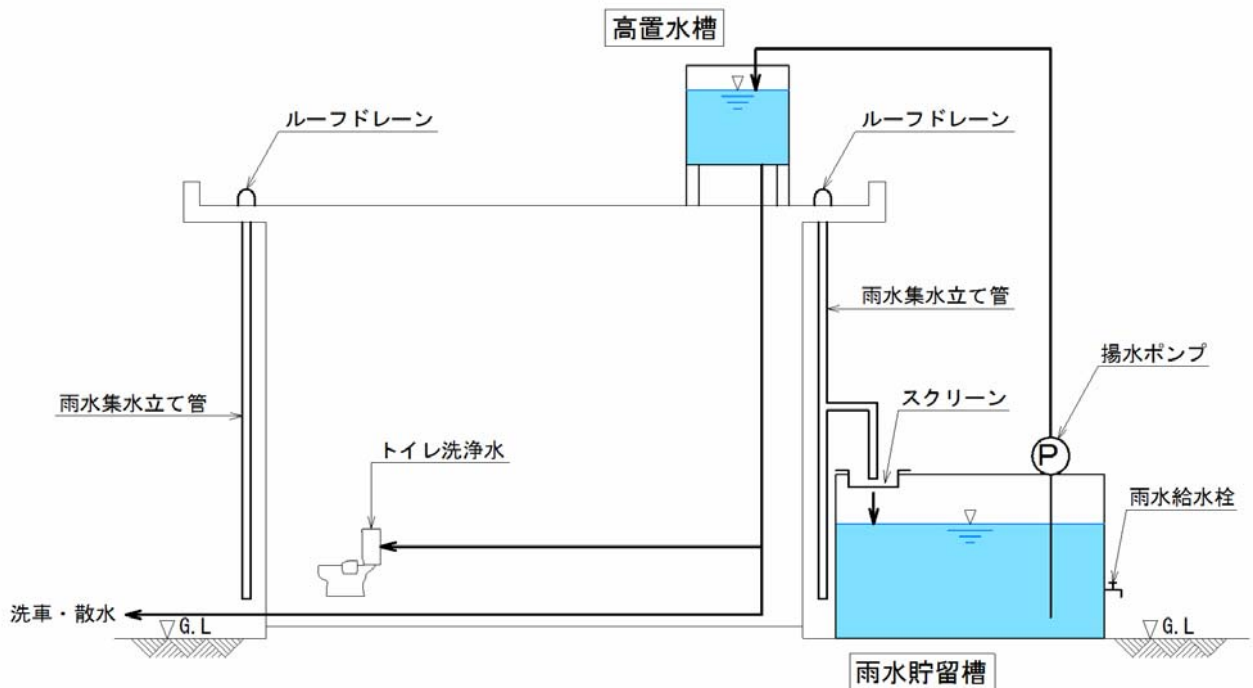 高置水槽
ルーフドレーン
ルーフドレーン
雨水集水立て管
揚水ポンプ
雨水集水立て管
スクリーン
トイレ洗浄水
P
雨水給水栓
洗車・散水
G.L
G.L
雨水貯留槽